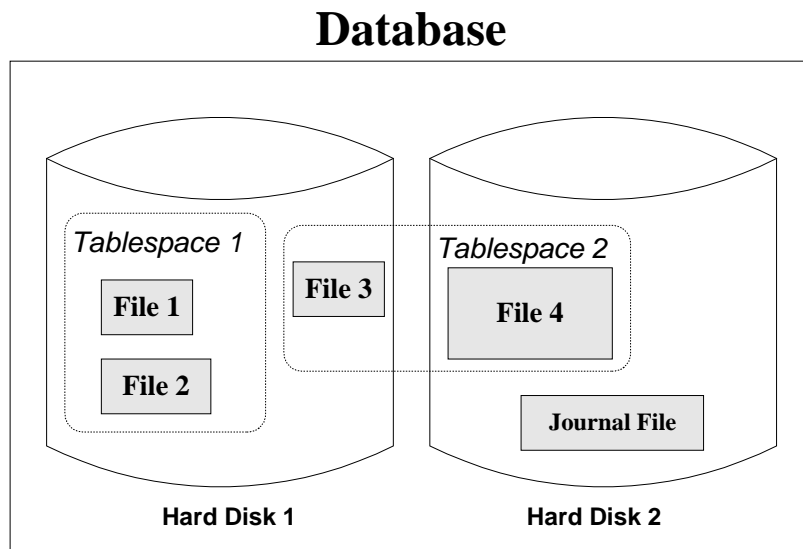 Database
Tablespace 1
Tablespace 2
File 1
File 3
File 4
File 2
Journal File
Hard Disk 1
Hard Disk 2